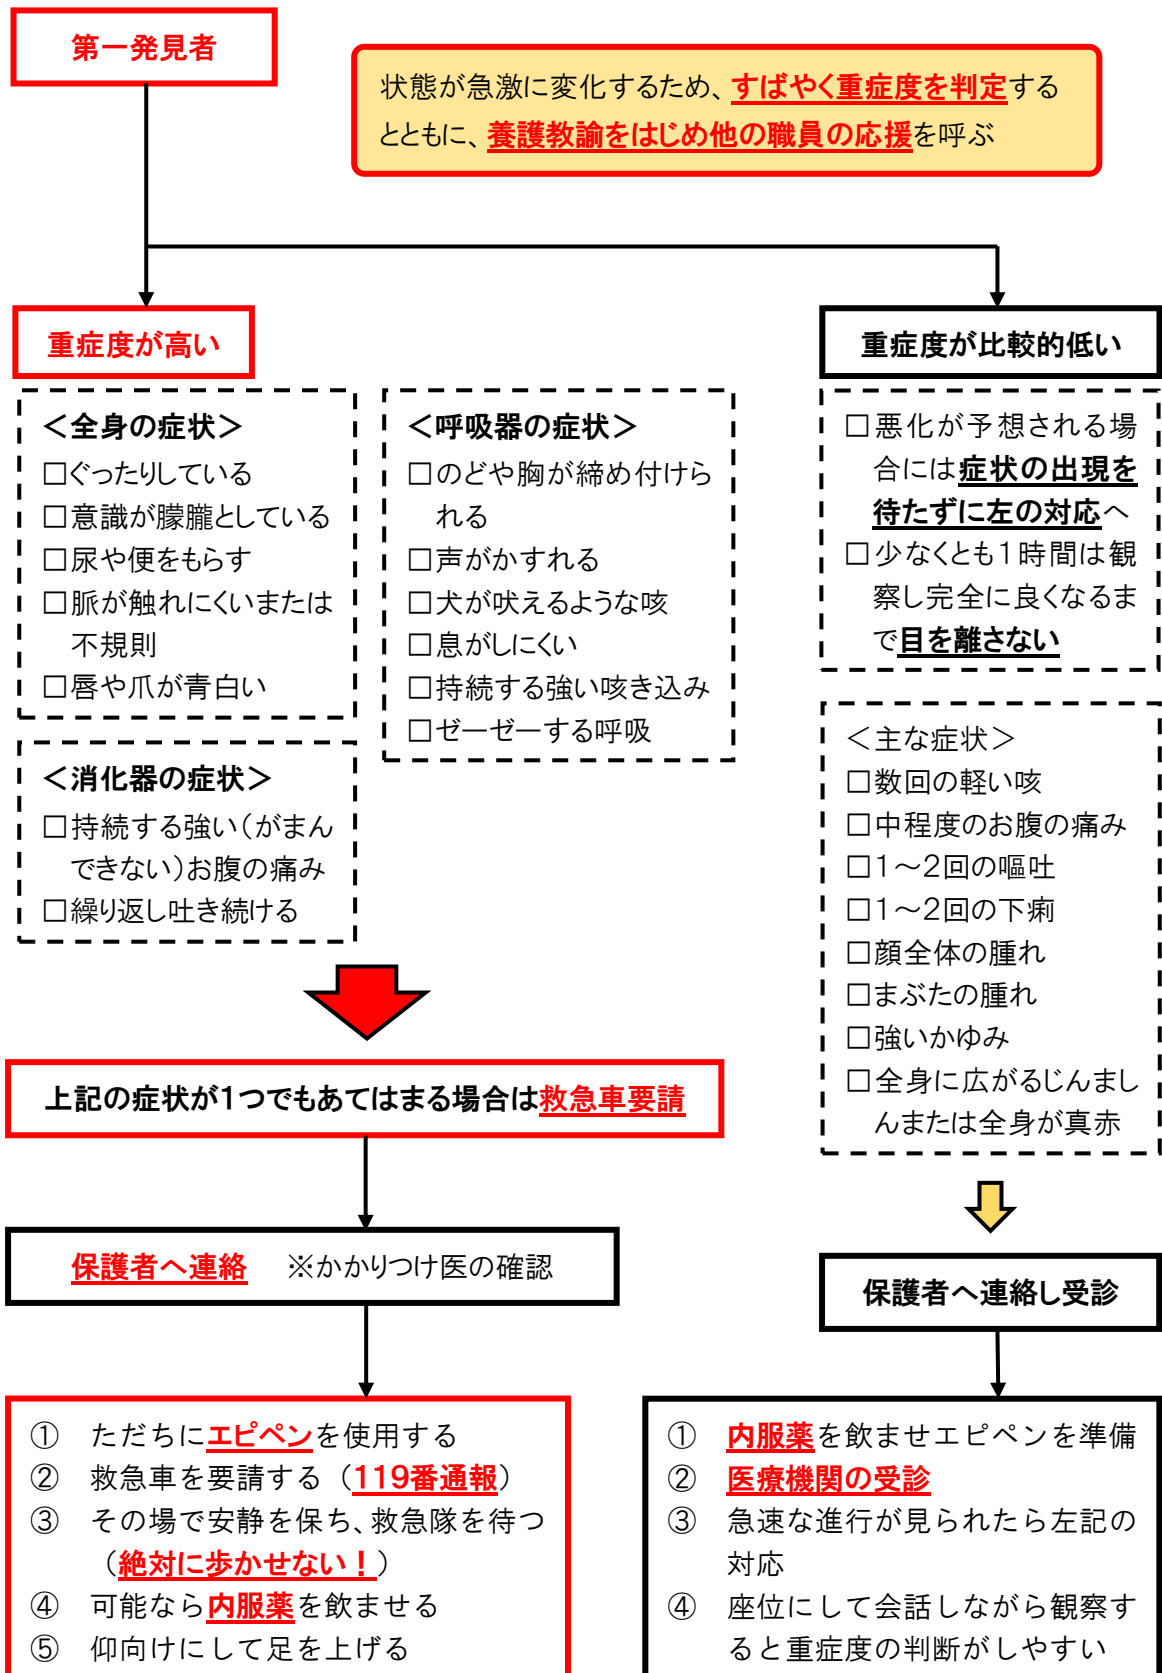 第一発見者
状態が急激に変化するため、すばやく重症度を判定する
とともに、養護教諭をはじめ他の職員の応援を呼ぶ
重症度が高い
＜全身の症状＞
□ぐったりしている
□意識が朦朧としている
□尿や便をもらす
□脈が触れにくいまたは
不規則
□唇や爪が青白い
＜呼吸器の症状＞
□のどや胸が締め付けら
れる
□声がかすれる
□犬が吠えるような咳
□息がしにくい
□持続する強い咳き込み
□ゼーゼーする呼吸
＜消化器の症状＞
□持続する強い（がまん
できない）お腹の痛み
□繰り返し吐き続ける
上記の症状が1つでもあてはまる場合は救急車要請
保護者へ連絡　※かかりつけ医の確認
①　ただちにエピペンを使用する
②　救急車を要請する（119番通報）
③　その場で安静を保ち、救急隊を待つ
（絶対に歩かせない！）
④　可能なら内服薬を飲ませる
⑤　仰向けにして足を上げる
重症度が比較的低い
□悪化が予想される場
合には症状の出現を
待たずに左の対応へ
□少なくとも1時間は観
察し完全に良くなるま
で目を離さない
＜主な症状＞
□数回の軽い咳
□中程度のお腹の痛み
□1～2回の嘔吐
□1～2回の下痢
□顔全体の腫れ
□まぶたの腫れ
□強いかゆみ
□全身に広がるじんまし
んまたは全身が真赤
保護者へ連絡し受診
①　内服薬を飲ませエピペンを準備
②　医療機関の受診
③　急速な進行が見られたら左記の
対応
④　座位にして会話しながら観察す
ると重症度の判断がしやすい